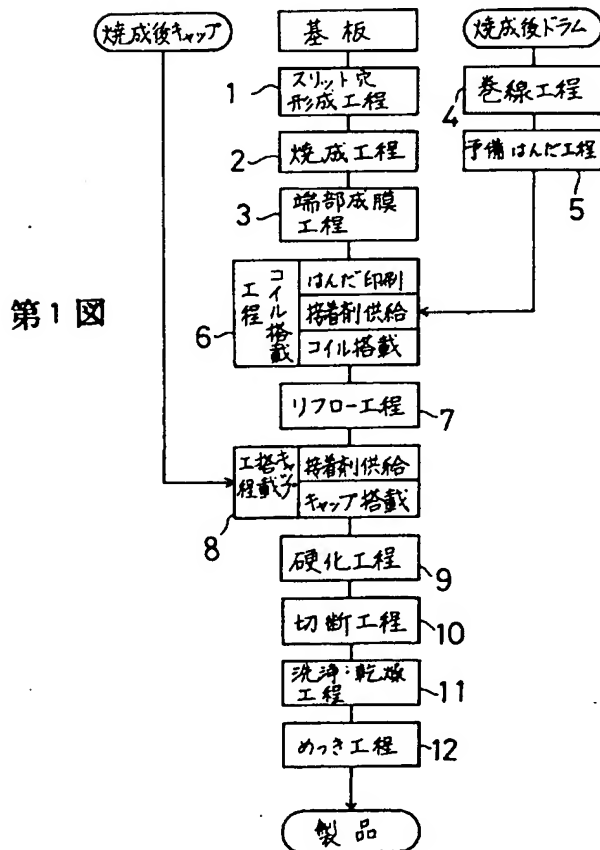 焼成後キャップ
基板
焼成後ドラム
1
スリット穴
形成工程
巻線工程
4
2
焼成工程
予備はんだ工程
5
3
端部成膜
工程
第1図
コイル搭載
工程
はんだ印刷
接着剤供給
コイル搭載
6
リフロー工程
7
キャップ
搭載
工程
接着剤供給
キャップ搭載
8
硬化工程
9
切断工程
10
洗浄:乾燥
工程
11
めっき工程
12
製品